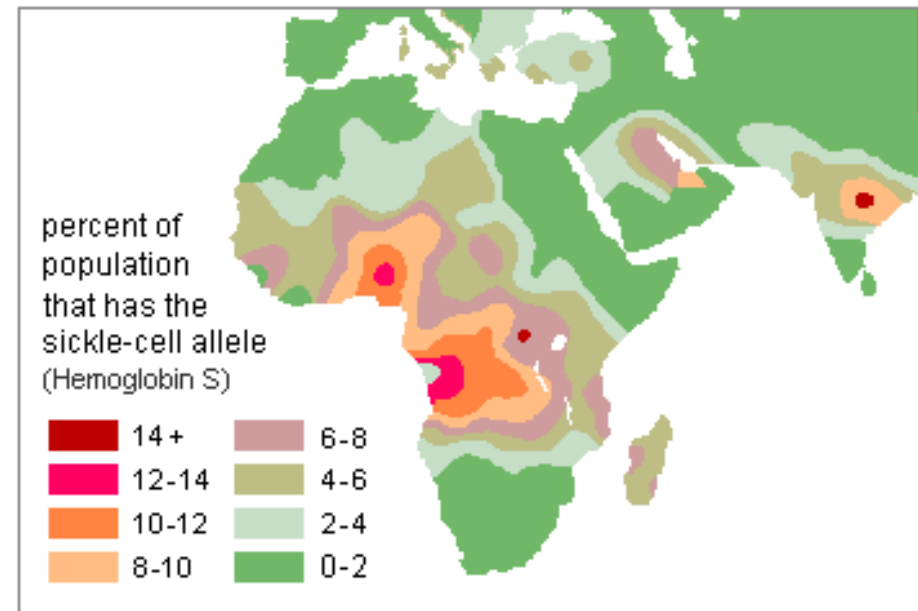 percent of
population
that has the
sickle-cell allele
(Hemoglobin S)
14+
12-14
10-12
8-10
6-8
4-6
2-4
0-2